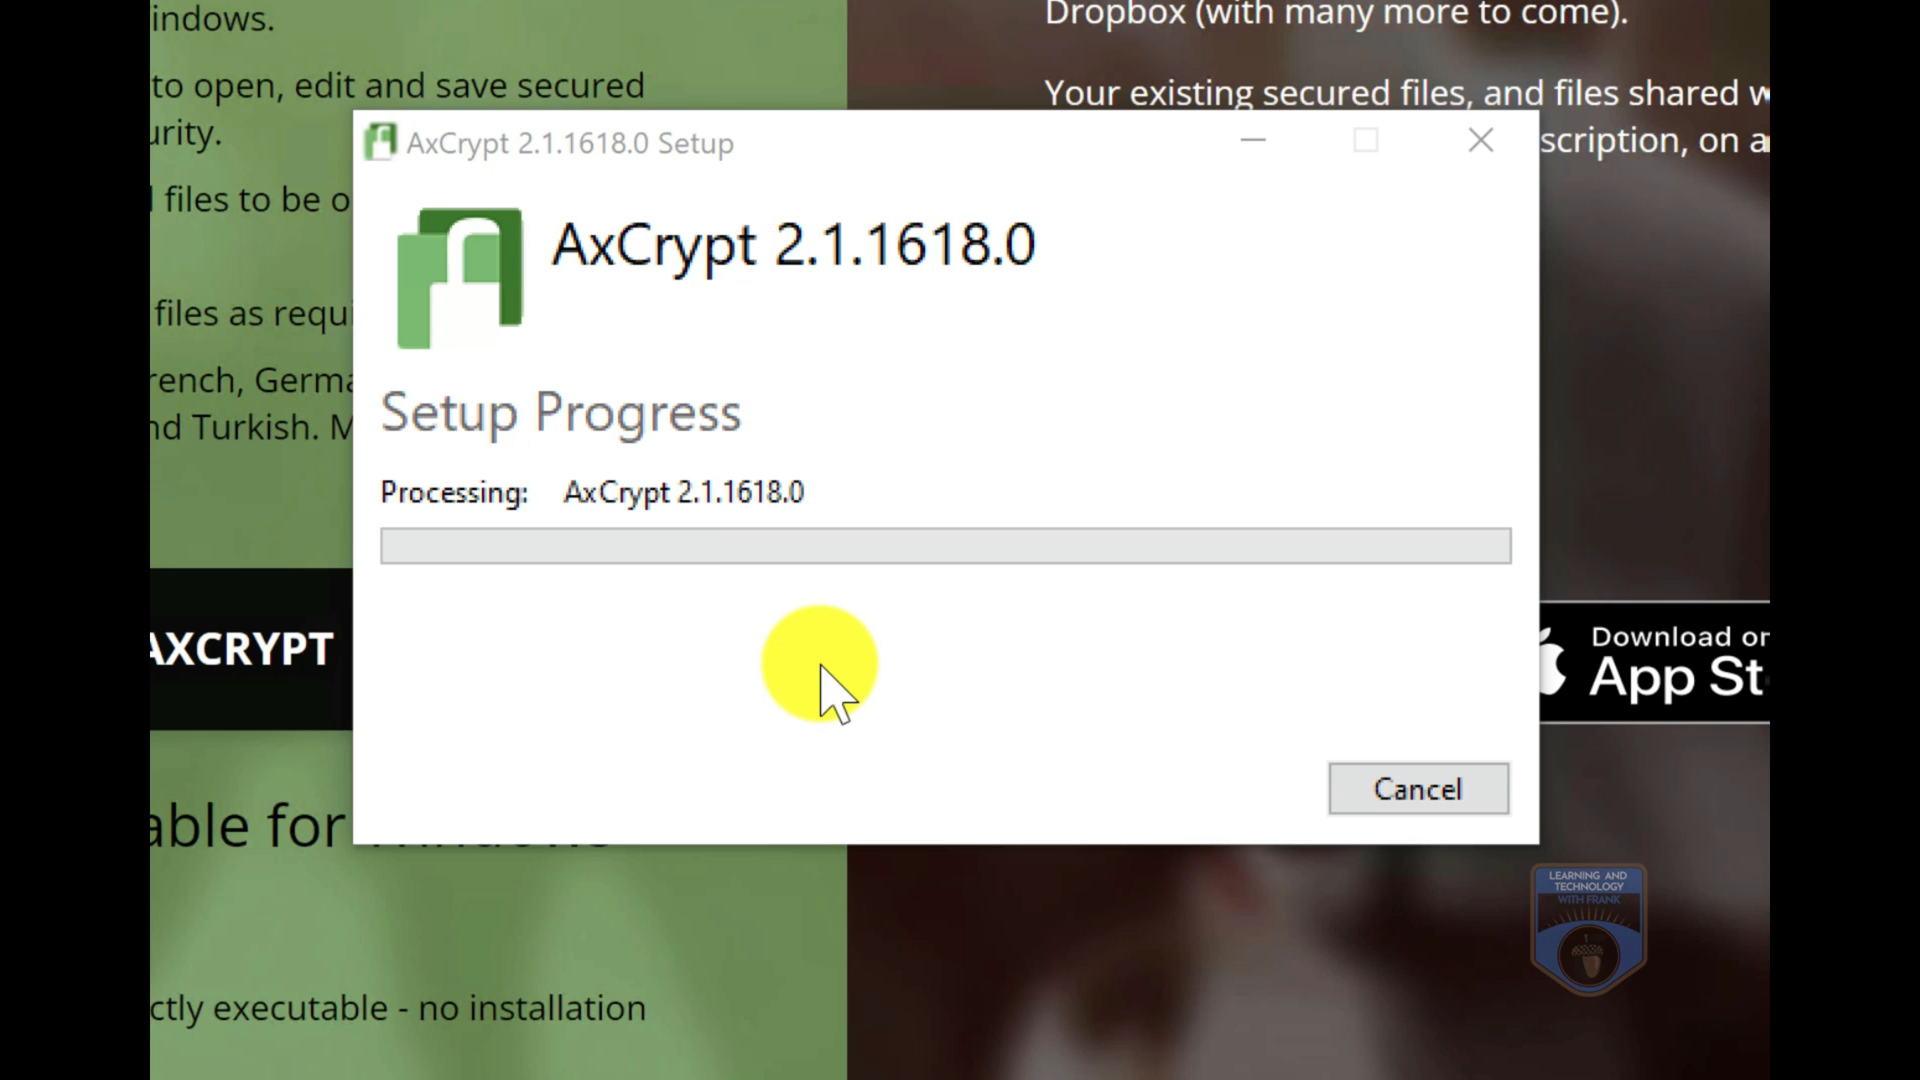 indows.
to open, edit and save secured
urity.
files to be o
files as requi
rench, Germa
nd Turkish. M
AXCRYPT
able for
ctly executable - no installation
Dropbox (with many more to come).
Your existing secured files, and files shared w
scription, on a
AxCrypt 2.1.1618.0 Setup
AxCrypt 2.1.1618.0
Setup Progress
Processing: AxCrypt 2.1.1618.0
Cancel
Download on
App St
LEARNING AND
TECHNOLOGY
WITH FRANK